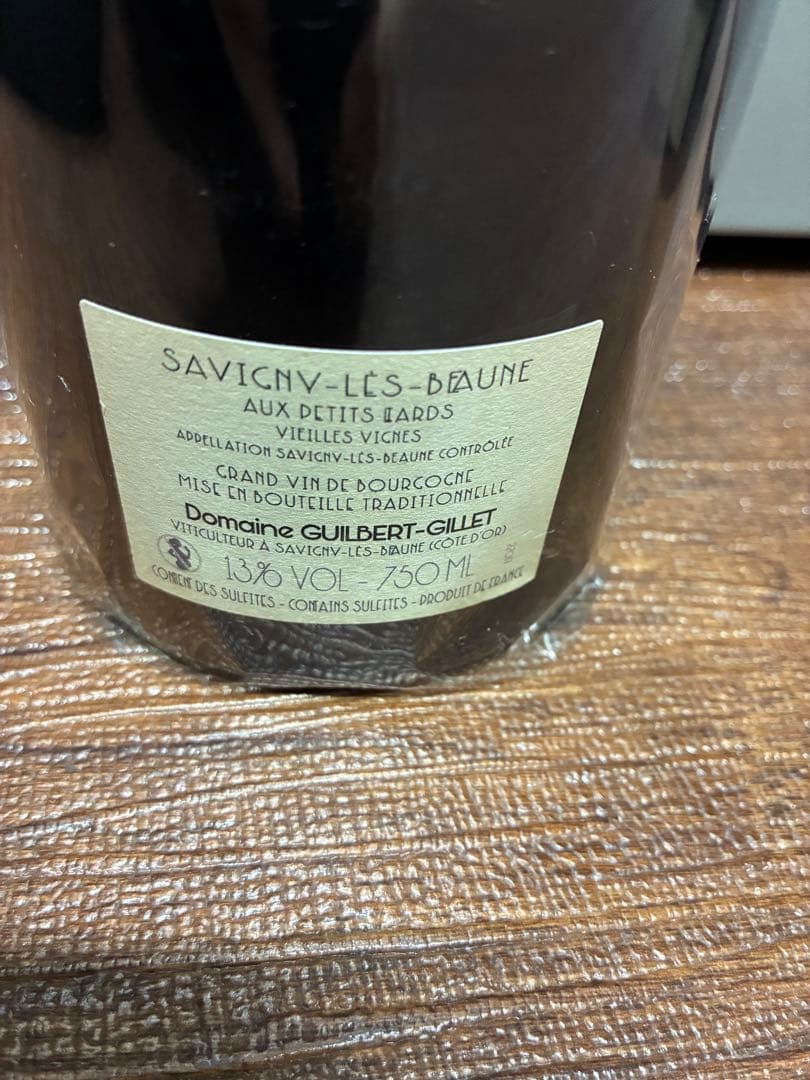 SAVIGNY-LÈS-BEAUNE
AUX PETITS LIARDS
VIEILLES VIGNES
APPELLATION SAVIGNY-LÈS-BEAUNE CONTRÔLÉE
GRAND VIN DE BOURGOGNE
MISE EN BOUTEILLE TRADITIONNELLE
Domaine GUILBERT-GILLET
VITICULTEUR À SAVIGNY-LÈS-BEAUNE (CÔTE D'OR)
13% VOL - 750 ML
CONTIENT DES SULFITES - CONTAINS SULFITES - PRODUIT DE FRANCE